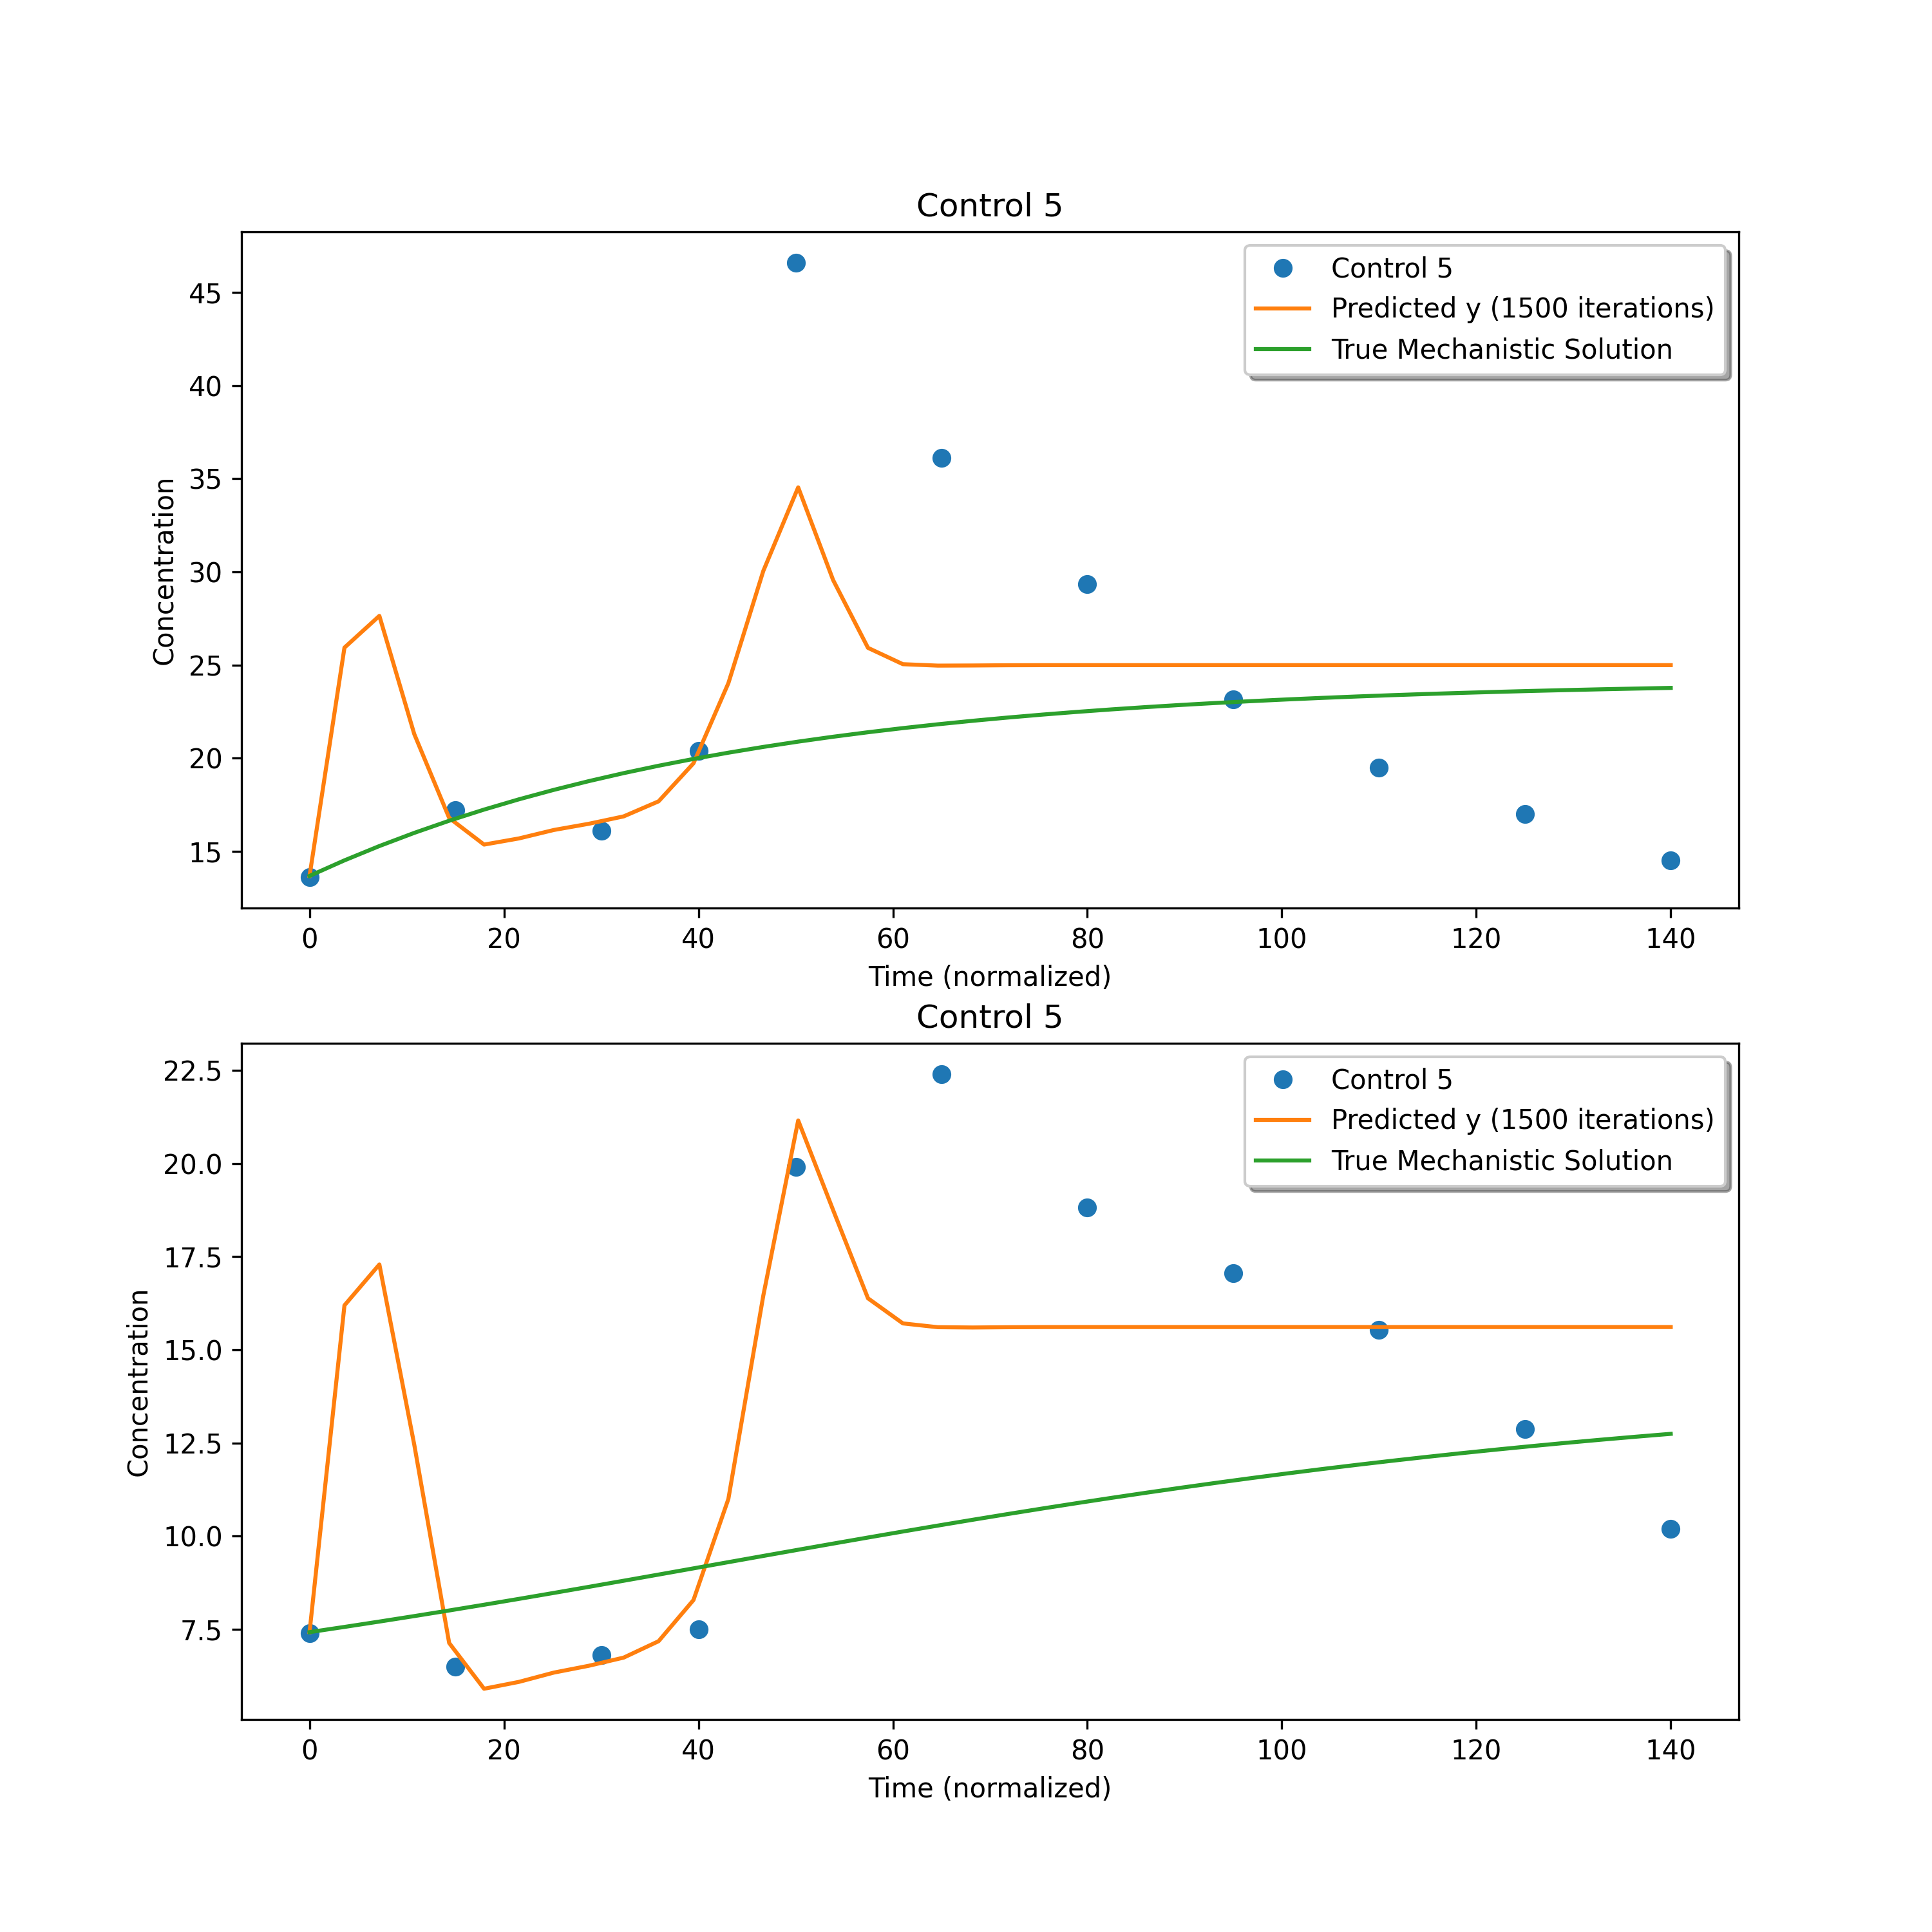 Control 5
45
40
35
30
25
20
15
Concentration
Control 5
Predicted y (1500 iterations)
True Mechanistic Solution
0 20 40 60 80 100 120 140
Time (normalized)
Control 5
22.5
20.0
17.5
15.0
12.5
10.0
7.5
Concentration
Control 5
Predicted y (1500 iterations)
True Mechanistic Solution
0 20 40 60 80 100 120 140
Time (normalized)